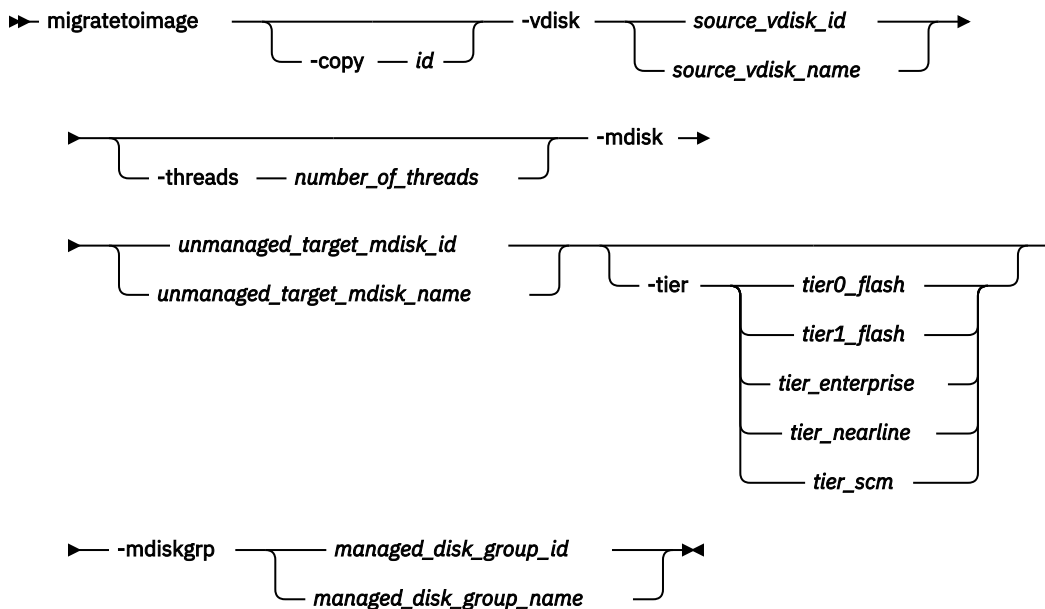 migratetoimage -vdisk source_vdisk_id
-copy id source_vdisk_name
-mdisk
-threads number_of_threads
unmanaged_target_mdisk_id
unmanaged_target_mdisk_name -tier tier0_flash
tier1_flash
tier_enterprise
tier_nearline
tier_scm
-mdiskgrp managed_disk_group_id
managed_disk_group_name